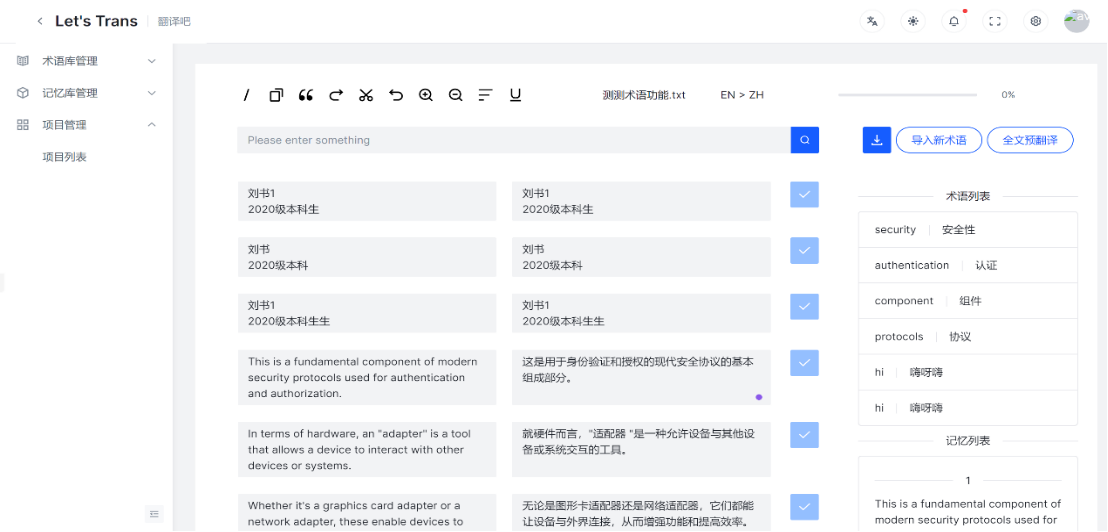 Let's Trans 翻译吧
术语库管理
记忆库管理
项目管理
项目列表
测测术语功能.txt EN > ZH 0%
Please enter something
导入新术语 全文预翻译
刘书1
2020级本科生
刘书1
2020级本科生
刘书
2020级本科
刘书
2020级本科
刘书1
2020级本科生生
刘书1
2020级本科生生
This is a fundamental component of modern
security protocols used for authentication
and authorization.
这是用于身份验证和授权的现代安全协议的基本
组成部分。
In terms of hardware, an "adapter" is a tool
that allows a device to interact with other
devices or systems.
就硬件而言，"适配器 "是一种允许设备与其他设
备或系统交互的工具。
Whether it's a graphics card adapter or a
network adapter, these enable devices to
无论是图形卡适配器还是网络适配器，它们都能
让设备与外界连接，从而增强功能和提高效率。
术语列表
security 安全性
authentication 认证
component 组件
protocols 协议
hi 嗨呀嗨
hi 嗨呀嗨
记忆列表
1
This is a fundamental component of
modern security protocols used for